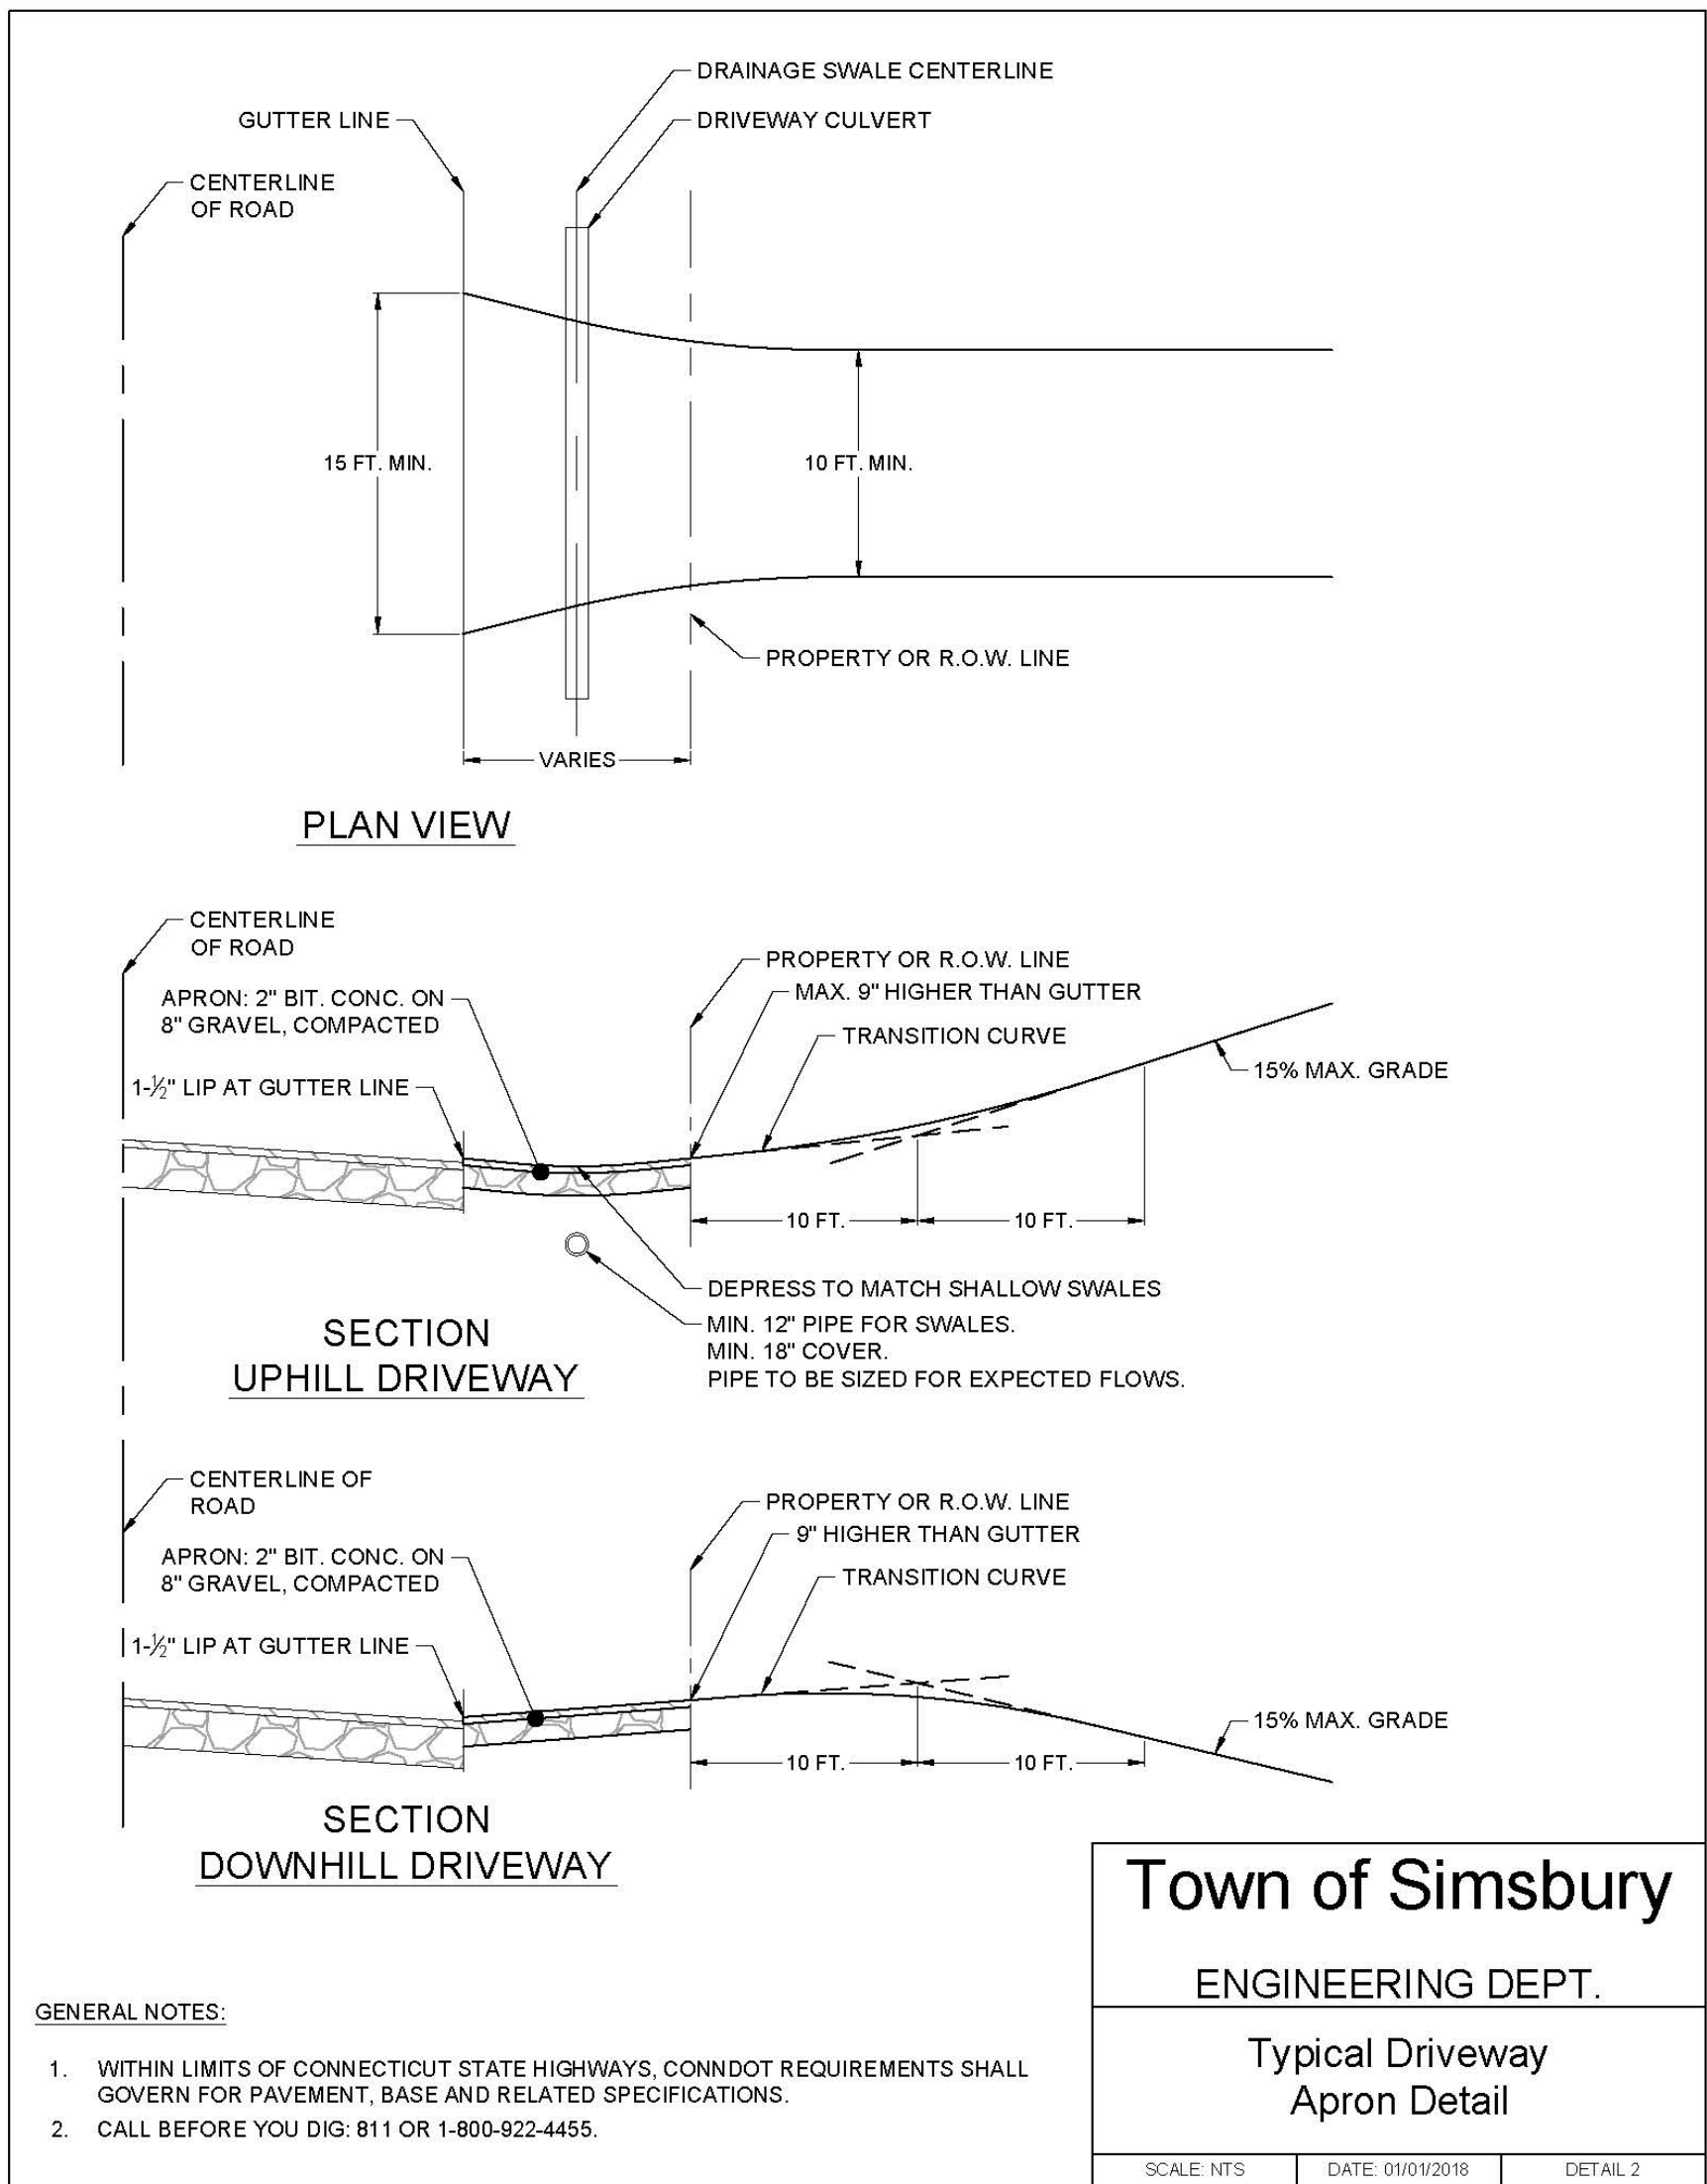 DRAINAGE SWALE CENTERLINE
GUTTER LINE
DRIVEWAY CULVERT
CENTERLINE
OF ROAD
15 FT. MIN.
10 FT. MIN.
PROPERTY OR R.O.W. LINE
VARIES
PLAN VIEW
CENTERLINE
OF ROAD
PROPERTY OR R.O.W. LINE
APRON: 2" BIT. CONC. ON
8" GRAVEL, COMPACTED
MAX. 9" HIGHER THAN GUTTER
TRANSITION CURVE
15% MAX. GRADE
1-½" LIP AT GUTTER LINE
10 FT.
10 FT.
DEPRESS TO MATCH SHALLOW SWALES
MIN. 12" PIPE FOR SWALES.
MIN. 18" COVER.
PIPE TO BE SIZED FOR EXPECTED FLOWS.
SECTION
UPHILL DRIVEWAY
CENTERLINE OF
ROAD
PROPERTY OR R.O.W. LINE
9" HIGHER THAN GUTTER
APRON: 2" BIT. CONC. ON
8" GRAVEL, COMPACTED
TRANSITION CURVE
1-½" LIP AT GUTTER LINE
15% MAX. GRADE
10 FT.
10 FT.
SECTION
DOWNHILL DRIVEWAY
GENERAL NOTES:
1. WITHIN LIMITS OF CONNECTICUT STATE HIGHWAYS, CONNDOT REQUIREMENTS SHALL
GOVERN FOR PAVEMENT, BASE AND RELATED SPECIFICATIONS.
2. CALL BEFORE YOU DIG: 811 OR 1-800-922-4455.
Town of Simsbury
ENGINEERING DEPT.
Typical Driveway
Apron Detail
SCALE: NTS
DATE: 01/01/2018
DETAIL 2